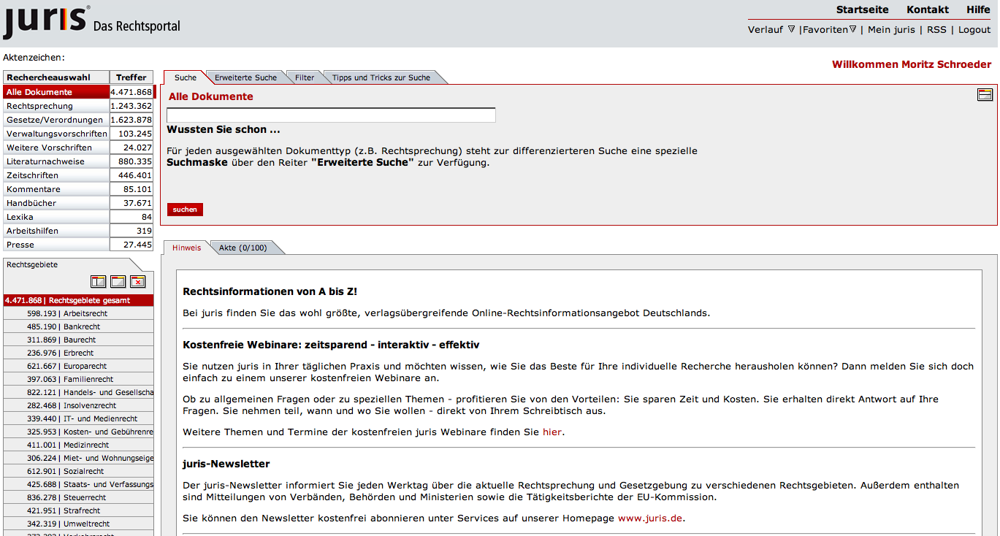 juris® Das Rechtsportal
Startseite Kontakt Hilfe
Verlauf | Favoriten | Mein juris | RSS | Logout
Aktenzeichen:
Willkommen Moritz Schroeder
Rechercheauswahl Treffer
Alle Dokumente 4.471.868
Rechtsprechung 1.243.362
Gesetze/Verordnungen 1.623.878
Verwaltungsvorschriften 103.245
Weitere Vorschriften 24.027
Literaturnachweise 880.335
Zeitschriften 446.401
Kommentare 85.101
Handbücher 37.671
Lexika 84
Arbeitshilfen 319
Presse 27.445
Rechtsgebiete
4.471.868| Rechtsgebiete gesamt
598.193| Arbeitsrecht
485.190| Bankrecht
311.869| Baurecht
236.976| Erbrecht
621.667| Europarecht
397.063| Familienrecht
822.121| Handels- und Gesellscha
282.468| Insolvenzrecht
339.440| IT- und Medienrecht
325.953| Kosten- und Gebührenre
411.001| Medizinrecht
306.224| Miet- und Wohnungseige
612.901| Sozialrecht
425.688| Staats- und Verfassungs
836.278| Steuerrecht
421.951| Strafrecht
342.319| Umweltrecht
Suche Erweiterte Suche Filter Tipps und Tricks zur Suche
Alle Dokumente
Wussten Sie schon ...
Für jeden ausgewählten Dokumenttyp (z.B. Rechtsprechung) steht zur differenzierteren Suche eine spezielle
Suchmaske über den Reiter "Erweiterte Suche" zur Verfügung.
suchen
Hinweis Akte (0/100)
Rechtsinformationen von A bis Z!
Bei juris finden Sie das wohl größte, verlagsübergreifende Online-Rechtsinformationsangebot Deutschlands.
Kostenfreie Webinare: zeitsparend - interaktiv - effektiv
Sie nutzen juris in Ihrer täglichen Praxis und möchten wissen, wie Sie das Beste für Ihre individuelle Recherche herausholen können? Dann melden Sie sich doch
einfach zu einem unserer kostenfreien Webinare an.
Ob zu allgemeinen Fragen oder zu speziellen Themen - profitieren Sie von den Vorteilen: Sie sparen Zeit und Kosten. Sie erhalten direkt Antwort auf Ihre
Fragen. Sie nehmen teil, wann und wo Sie wollen - direkt von Ihrem Schreibtisch aus.
Weitere Themen und Termine der kostenfreien juris Webinare finden Sie hier.
juris-Newsletter
Der juris-Newsletter informiert Sie jeden Werktag über die aktuelle Rechtsprechung und Gesetzgebung zu verschiedenen Rechtsgebieten. Außerdem enthalten
sind Mitteilungen von Verbänden, Behörden und Ministerien sowie die Tätigkeitsberichte der EU-Kommission.
Sie können den Newsletter kostenfrei abonnieren unter Services auf unserer Homepage www.juris.de.